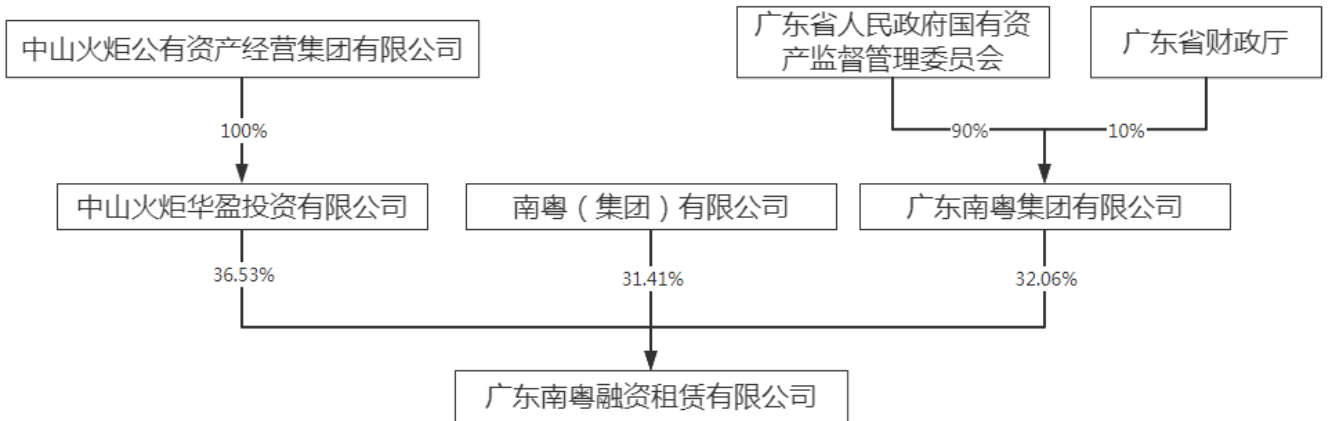 中山火炬公有资产经营集团有限公司
广东省人民政府国有资
产监督管理委员会
广东省财政厅
100%
90%
10%
中山火炬华盈投资有限公司
南粤（集团）有限公司
广东南粤集团有限公司
36.53%
31.41%
32.06%
广东南粤融资租赁有限公司